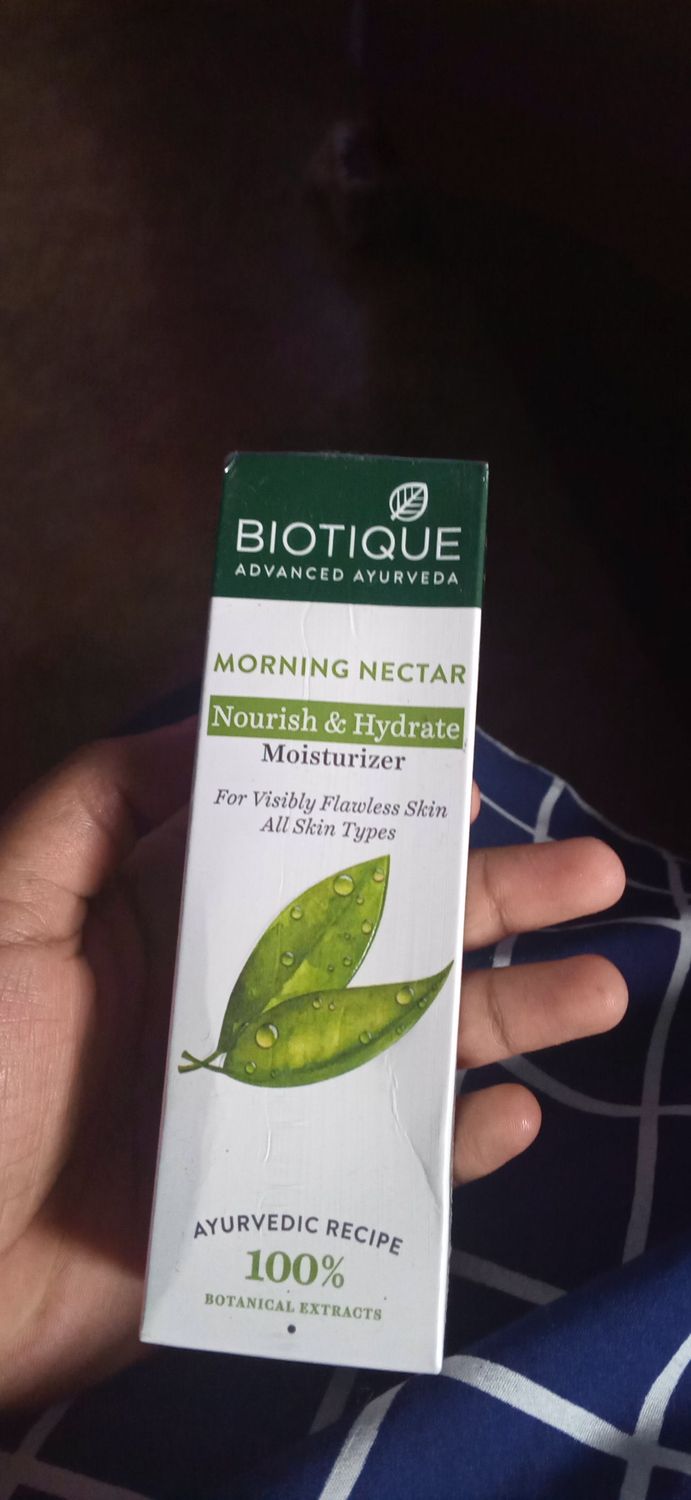 BIOTIQUE
ADVANCED AYURVEDA
MORNING NECTAR
Nourish & Hydrate
Moisturizer
For Visibly Flawless Skin
All Skin Types
AYURVEDIC RECIPE
100%
BOTANICAL EXTRACTS